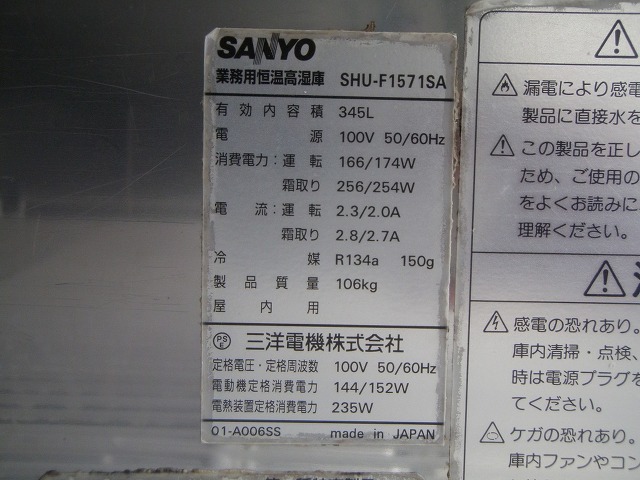 SANYO
業務用恒温高湿庫 SHU-F1571SA
有効内容積 345L
電源 100V 50/60Hz
消費電力:運転 166/174W
霜取り 256/254W
電流:運転 2.3/2.0A
霜取り 2.8/2.7A
冷媒 R134a 150g
製品質量 106kg
屋内用
PS E 三洋電機株式会社
定格電圧・定格周波数 100V 50/60Hz
電動機定格消費電力 144/152W
電熱装置定格消費電力 235W
01-A006SS made in JAPAN
漏電により感電
製品に直接水を
この製品を正し
ため、ご使用の
をよくお読みに
理解ください。
感電の恐れあり。
庫内清掃・点検、
時は電源プラグを
てください。
ケガの恐れあり。
庫内ファンやコン